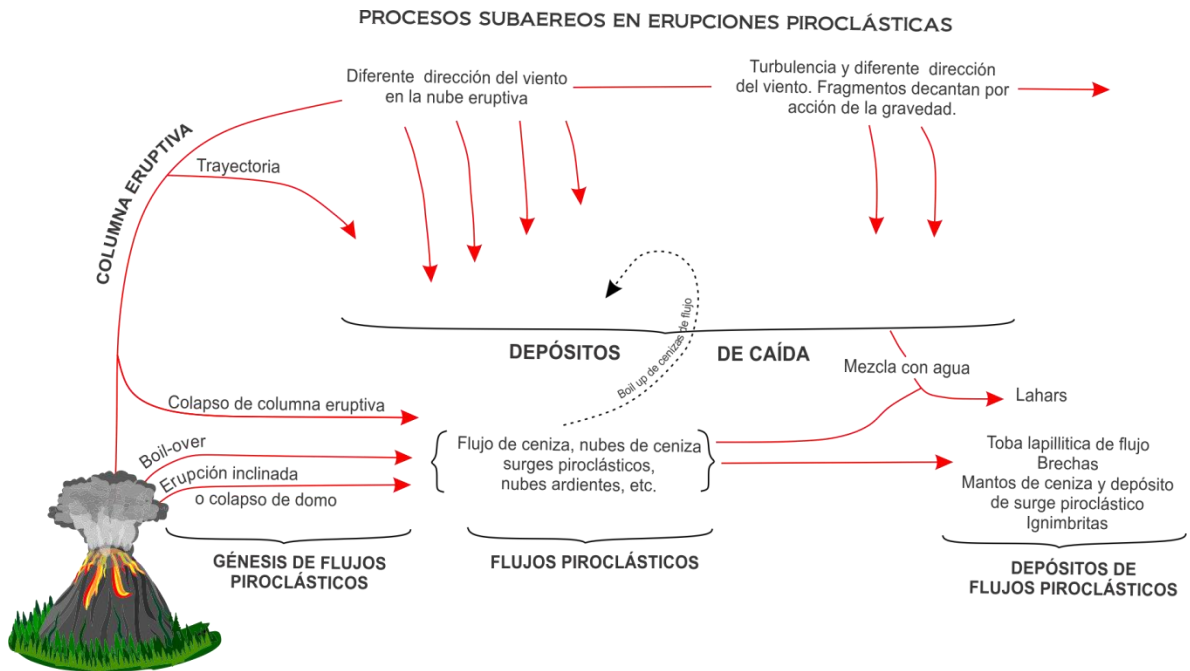 PROCESOS SUBAEREOS EN ERUPCIONES PIROCLÁSTICAS
Diferente dirección del viento
en la nube eruptiva
Turbulencia y diferente dirección
del viento. Fragmentos decantan por
acción de la gravedad.
COLUMNA ERUPTIVA
Trayectoria
Boil up de cenizas de flujo
DEPÓSITOS DE CAÍDA
Mezcla con agua
Lahars
Colapso de columna eruptiva
Boil-over
Erupción inclinada
o colapso de domo
Flujo de ceniza, nubes de ceniza
surges piroclásticos,
nubes ardientes, etc.
Toba lapillitica de flujo
Brechas
Mantos de ceniza y depósito
de surge piroclástico
Ignimbritas
GÉNESIS DE FLUJOS
PIROCLÁSTICOS
FLUJOS PIROCLÁSTICOS
DEPÓSITOS DE
FLUJOS PIROCLÁSTICOS